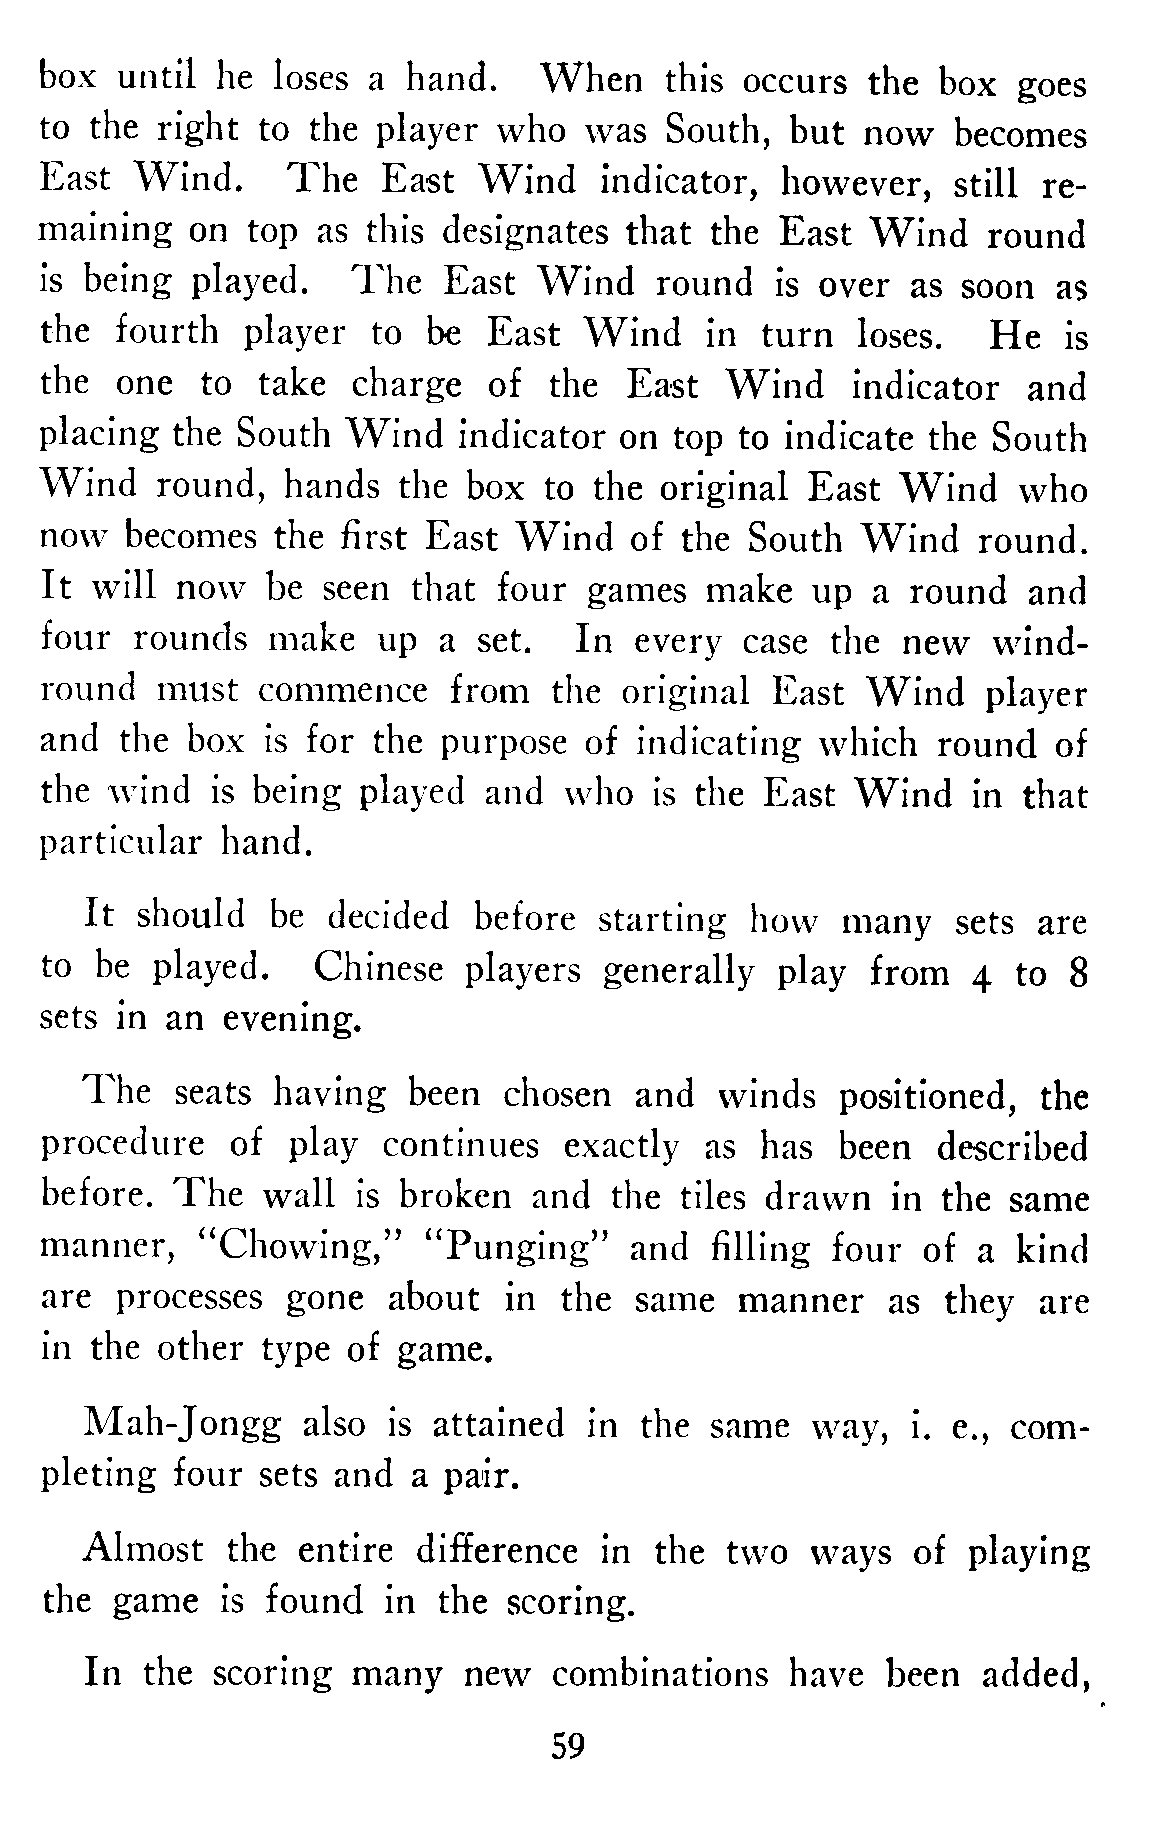 box until he loses a hand. When this occurs the box goes
to the right to the player who was South, but now becomes
East Wind. The East Wind indicator, however, still re-
maining on top as this designates that the East Wind round
is being played. The East Wind round is over as soon as
the fourth player to be East Wind in turn loses. He is
the one to take charge of the East Wind indicator and
placing the South Wind indicator on top to indicate the South
Wind round, hands the box to the original East Wind who
now becomes the first East Wind of the South Wind round.
It will now be seen that four games make up a round and
four rounds make up a set. In every case the new wind-
round must commence from the original East Wind player
and the box is for the purpose of indicating which round of
the wind is being played and who is the East Wind in that
particular hand.
It should be decided before starting how many sets are
to be played. Chinese players generally play from 4 to 8
sets in an evening.
The seats having been chosen and winds positioned, the
procedure of play continues exactly as has been described
before. The wall is broken and the tiles drawn in the same
manner, "Chowing," "Punging" and filling four of a kind
are processes gone about in the same manner as they are
in the other type of game.
Mah-Jongg also is attained in the same way, i. e., com-
pleting four sets and a pair.
Almost the entire difference in the two ways of playing
the game is found in the scoring.
In the scoring many new combinations have been added,
59